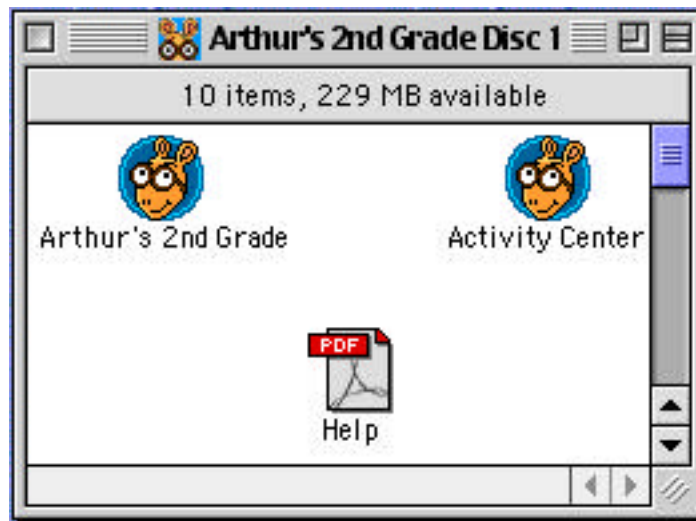 Arthur's 2nd Grade Disc 1
10 items, 229 MB available
Arthur's 2nd Grade
Activity Center
PDF
Help